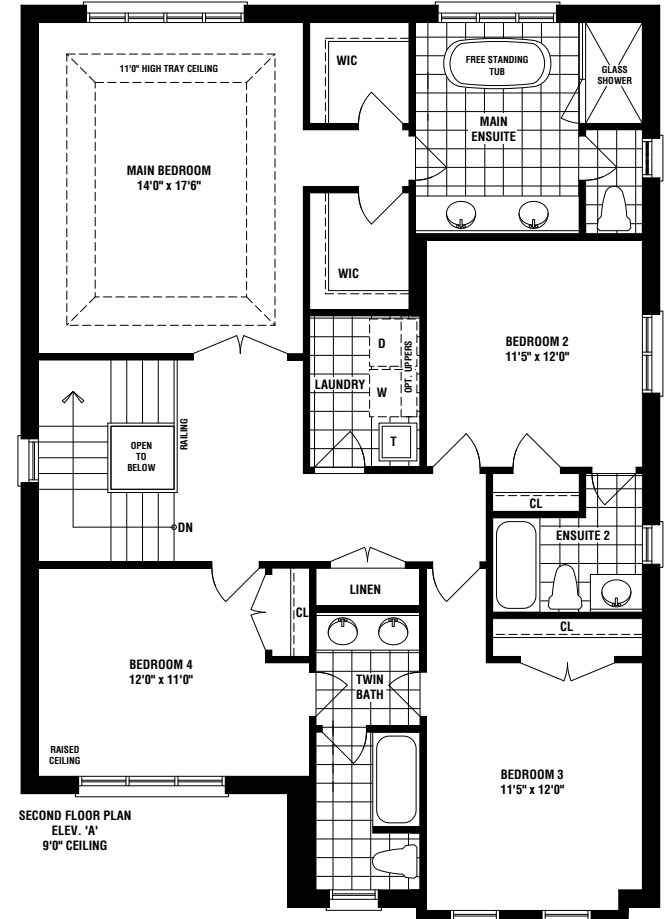 WIC
FREE STANDING
TUB
GLASS
SHOWER
11'0" HIGH TRAY CEILING
MAIN
ENSUITE
MAIN BEDROOM
14'0" x 17'6"
WIC
BEDROOM 2
11'5" x 12'0"
D
OPT. UPPERS
LAUNDRY
W
T
RAILING
OPEN
TO
BELOW
CL
DN
ENSUITE 2
LINEN
CL
CL
BEDROOM 4
12'0" x 11'0"
TWIN
BATH
RAISED
CEILING
BEDROOM 3
11'5" x 12'0"
SECOND FLOOR PLAN
ELEV. 'A'
9'0" CEILING